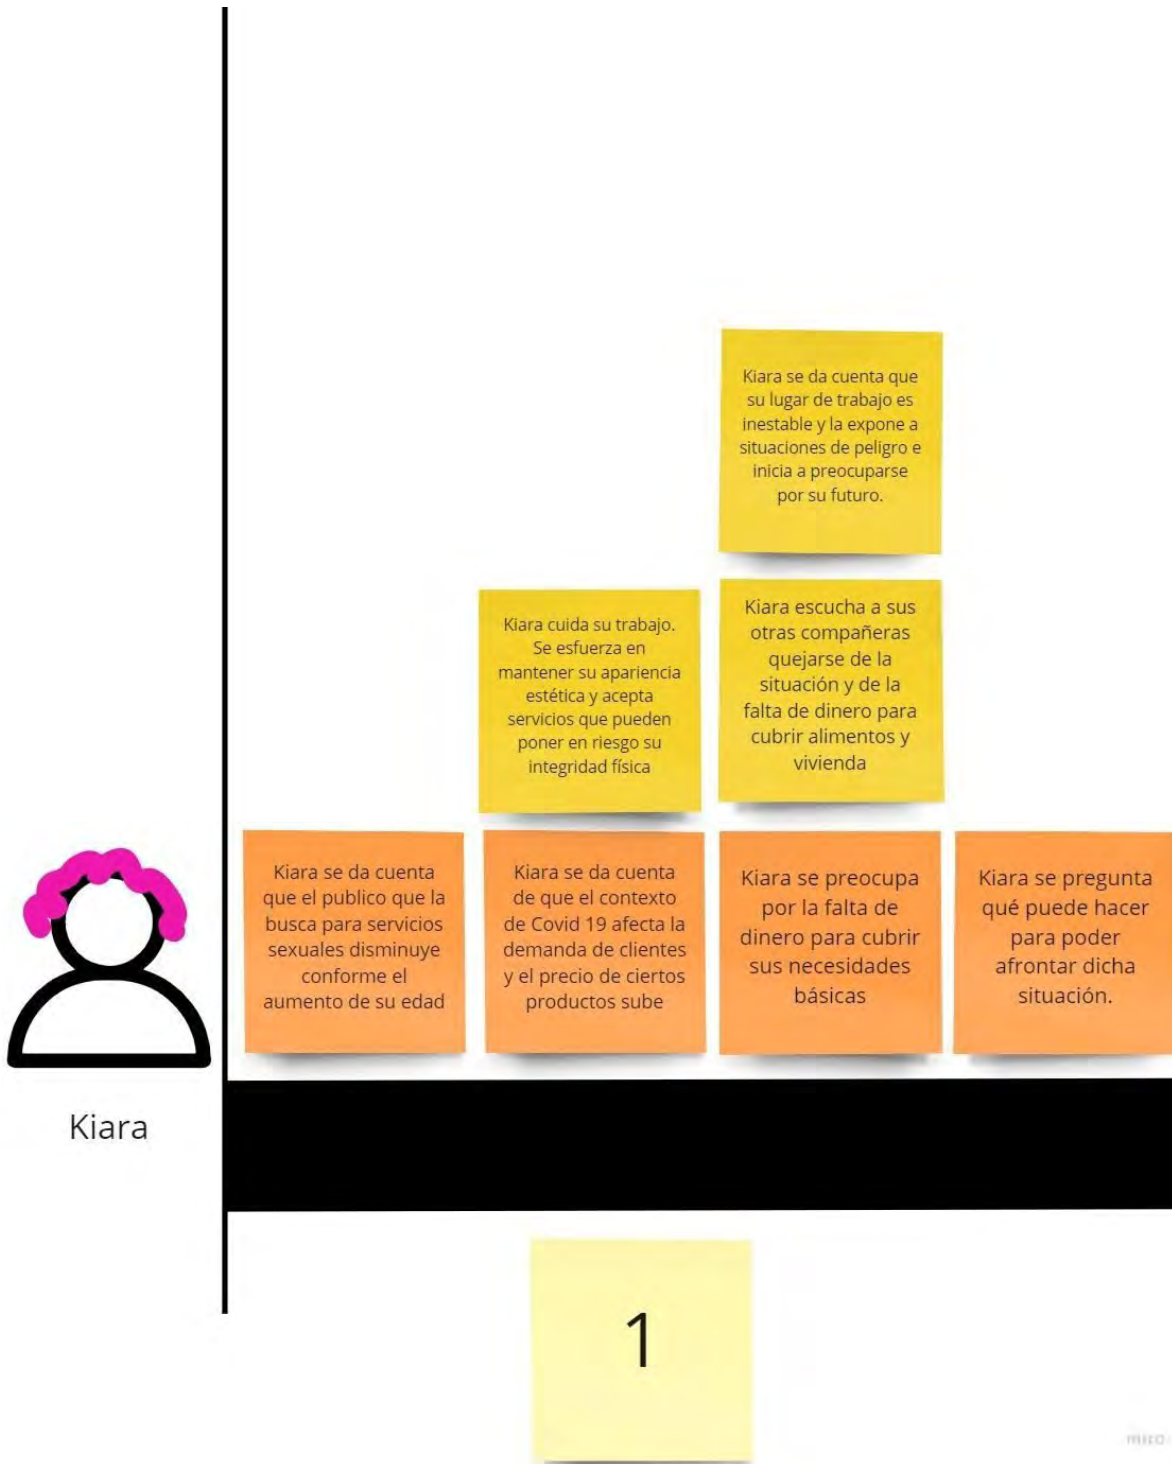 Kiara se da cuenta que
su lugar de trabajo es
inestable y la expone a
situaciones de peligro e
inicia a preocuparse
por su futuro.
Kiara cuida su trabajo.
Se esfuerza en
mantener su apariencia
estética y acepta
servicios que pueden
poner en riesgo su
integridad física
Kiara escucha a sus
otras compañeras
quejarse de la
situación y de la
falta de dinero para
cubrir alimentos y
vivienda
Kiara se da cuenta
que el publico que la
busca para servicios
sexuales disminuye
conforme el
aumento de su edad
Kiara se da cuenta
de que el contexto
de Covid 19 afecta la
demanda de clientes
y el precio de ciertos
productos sube
Kiara se preocupa
por la falta de
dinero para cubrir
sus necesidades
básicas
Kiara se pregunta
qué puede hacer
para poder
afrontar dicha
situación.
Kiara
1
miro